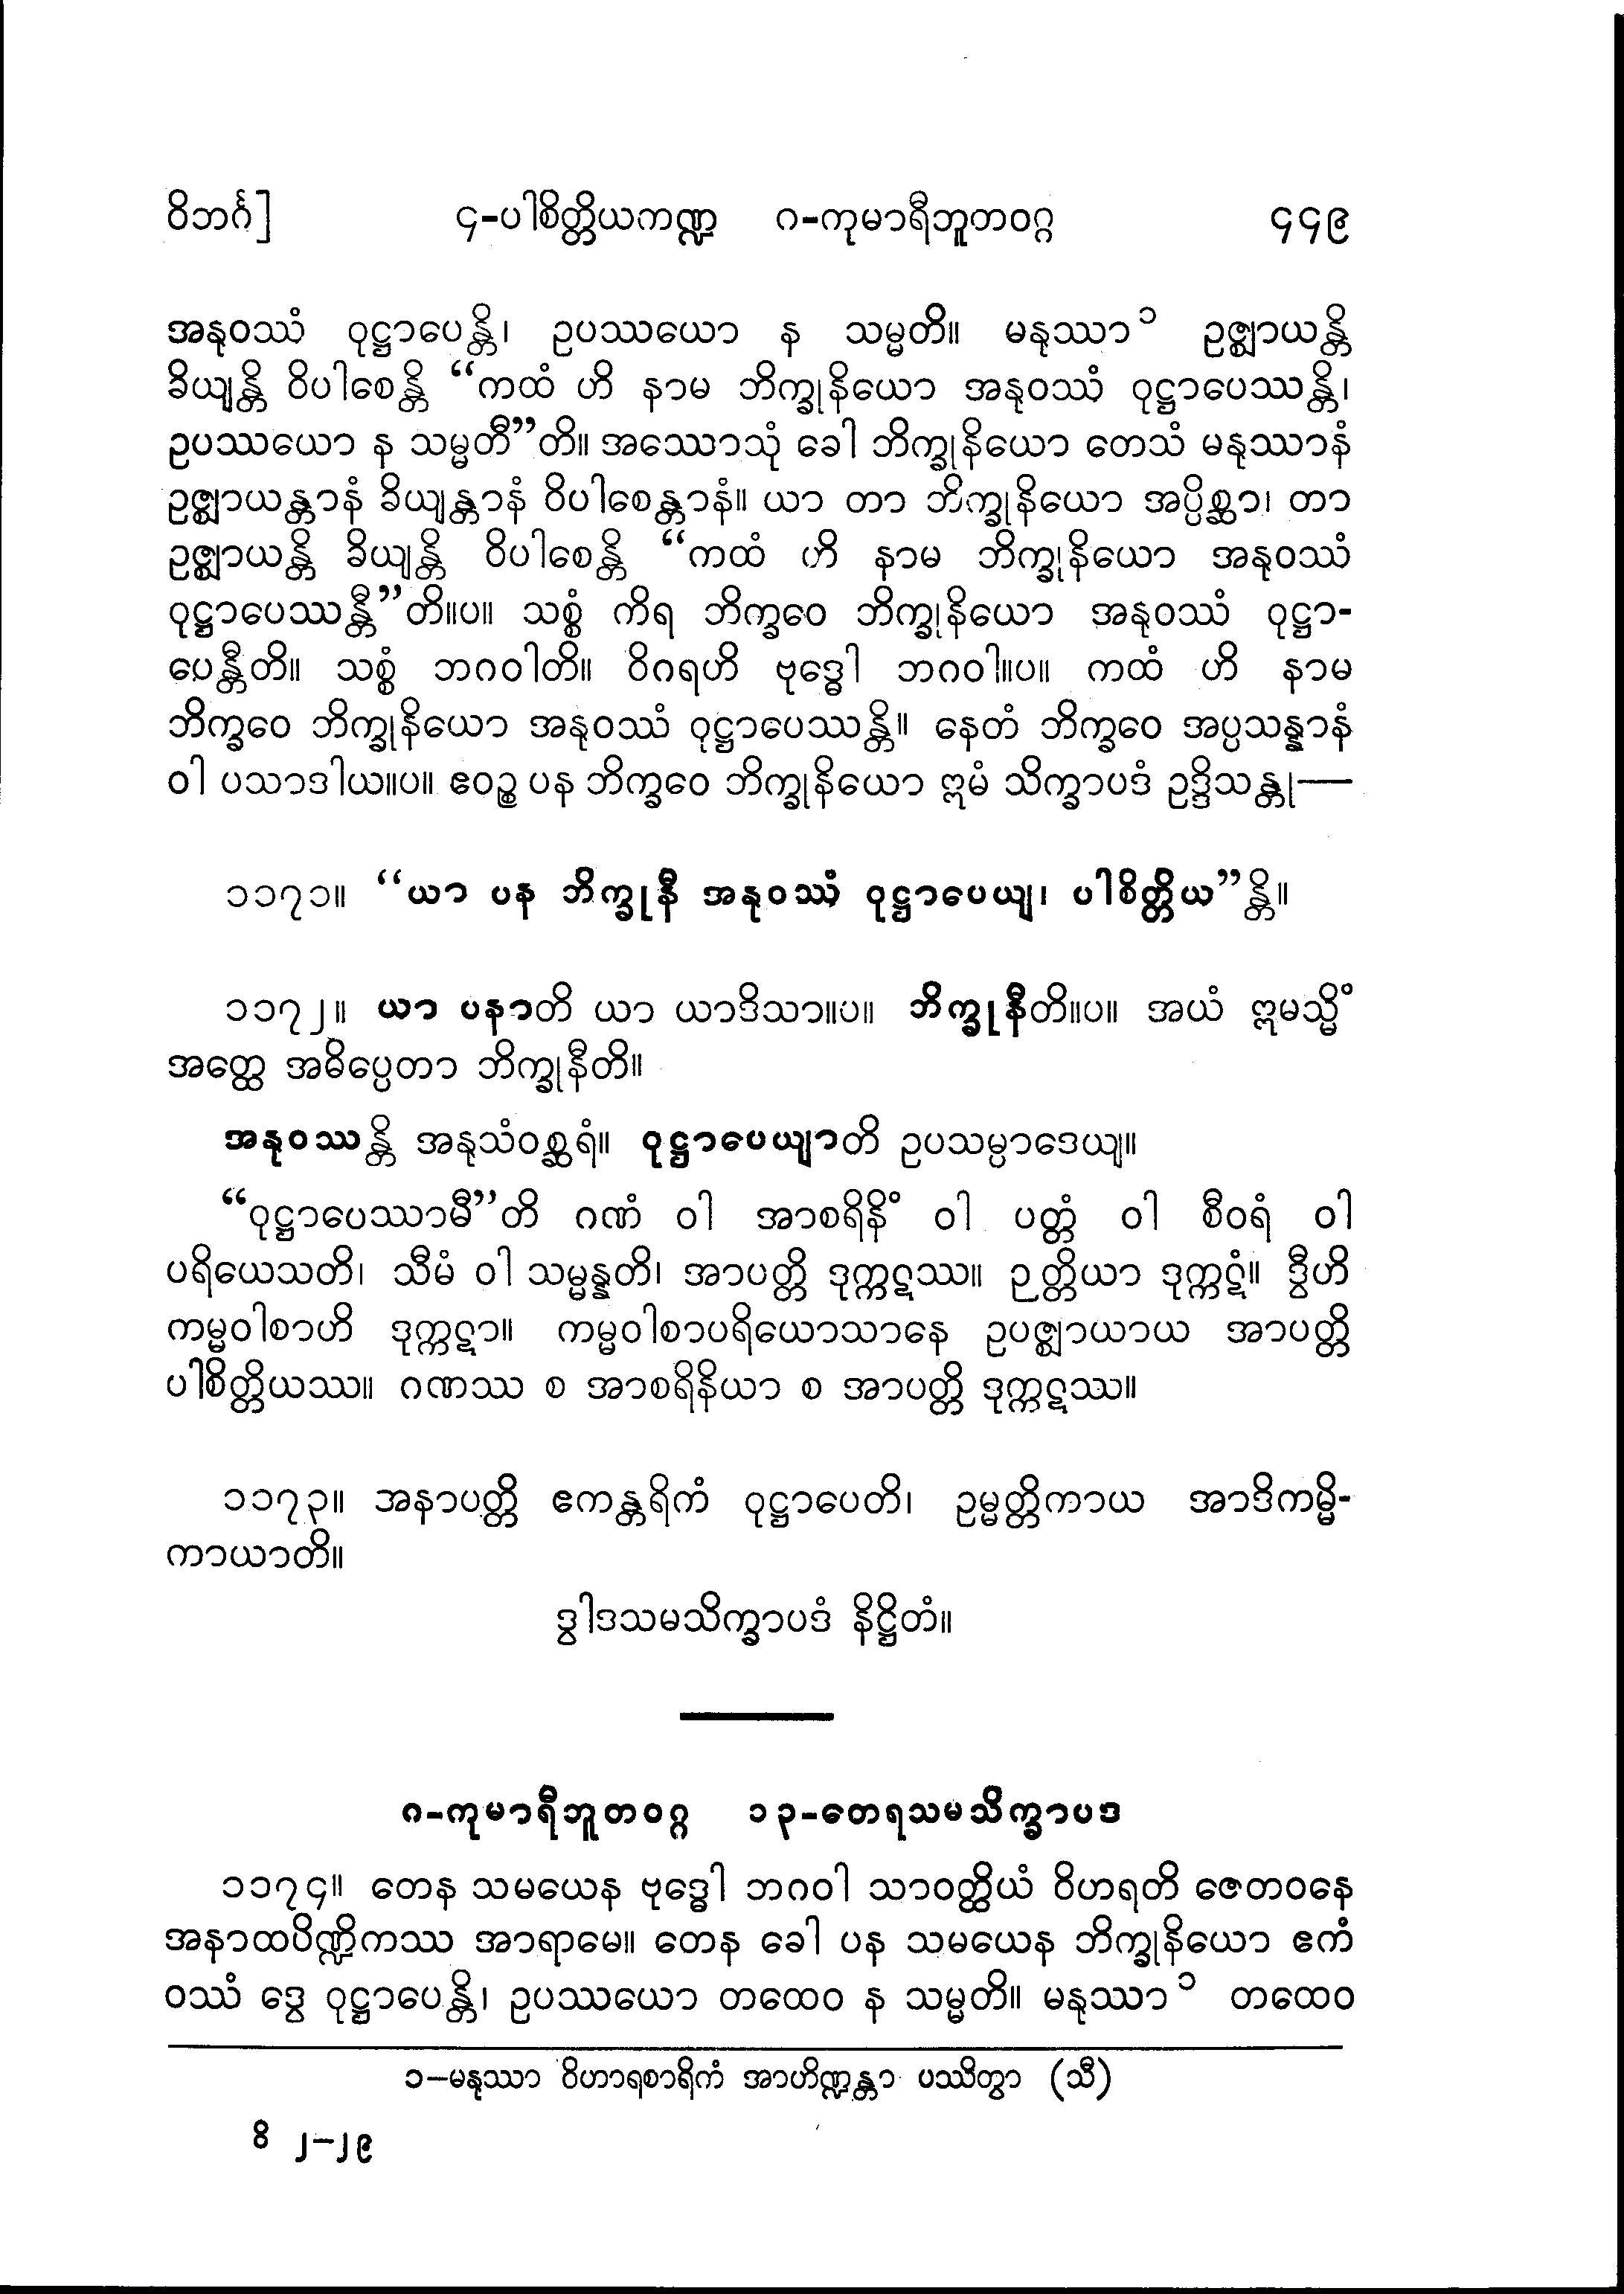 ဝိဘင်္ဂ] ၄-ပါစိတ္တိယကဏ္ဍ ဂ-ကုမာရီဘူတဝဂ္ဂ ၄၄၉
အနုဝဿံ ဝုဋ္ဌာပေန္တိ၊ ဥပဿယော န သမ္မတိ။ မနုဿာ ၁ ဥဇ္ဈာယန္တိ
ခိယျန္တိ ဝိပါစေန္တိ “ကထံ ဟိ နာမ ဘိက္ခုနိယော အနုဝဿံ ဝုဋ္ဌာပေဿန္တိ၊
ဥပဿယော န သမ္မတီ”တိ။ အဿောသုံ ခေါ ဘိက္ခုနိယော တေသံ မနုဿာနံ
ဥဇ္ဈာယန္တာနံ ခိယျန္တာနံ ဝိပါစေန္တာနံ။ ယာ တာ ဘိက္ခုနိယော အပ္ပိစ္ဆာ၊ တာ
ဥဇ္ဈာယန္တိ ခိယျန္တိ ဝိပါစေန္တိ “ကထံ ဟိ နာမ ဘိက္ခုနိယော အနုဝဿံ
ဝုဋ္ဌာပေဿန္တီ”တိ။ပ။ သစ္စံ ကိရ ဘိက္ခဝေ ဘိက္ခုနိယော အနုဝဿံ ဝုဋ္ဌာ-
ပေန္တီတိ။ သစ္စံ ဘဂဝါတိ။ ဝိဂရဟိ ဗုဒ္ဓေါ ဘဂဝါ။ပ။ ကထံ ဟိ နာမ
ဘိက္ခဝေ ဘိက္ခုနိယော အနုဝဿံ ဝုဋ္ဌာပေဿန္တိ။ နေတံ ဘိက္ခဝေ အပ္ပသန္နာနံ
ဝါ ပသာဒါယ။ပ။ ဧဝဉ္စ ပန ဘိက္ခဝေ ဘိက္ခုနိယော ဣမံ သိက္ခာပဒံ ဥဒ္ဒိသန္တု—
၁၁၇၁။ “ယာ ပန ဘိက္ခုနီ အနုဝဿံ ဝုဋ္ဌာပေယျ၊ ပါစိတ္တိယ”န္တိ။
၁၁၇၂။ ယာ ပနာတိ ယာ ယာဒိသာ။ပ။ ဘိက္ခုနီတိ။ပ။ အယံ ဣမသ္မိံ
အတ္ထေ အဓိပ္ပေတာ ဘိက္ခုနီတိ။
အနုဝဿန္တိ အနုသံဝစ္ဆရံ။ ဝုဋ္ဌာပေယျာတိ ဥပသမ္ပာဒေယျ။
“ဝုဋ္ဌာပေဿာမီ”တိ ဂဏံ ဝါ အာစရိနိံ ဝါ ပတ္တံ ဝါ စီဝရံ ဝါ
ပရိယေသတိ၊ သီမံ ဝါ သမ္မန္နတိ၊ အာပတ္တိ ဒုက္ကဋဿ။ ဉတ္တိယာ ဒုက္ကဋံ။ ဒွီဟိ
ကမ္မဝါစာဟိ ဒုက္ကဋာ။ ကမ္မဝါစာပရိယောသာနေ ဥပဇ္ဈာယာယ အာပတ္တိ
ပါစိတ္တိယဿ။ ဂဏဿ စ အာစရိနိယာ စ အာပတ္တိ ဒုက္ကဋဿ။
၁၁၇၃။ အနာပတ္တိ ဧကန္တရိကံ ဝုဋ္ဌာပေတိ၊ ဥမ္မတ္တိကာယ အာဒိကမ္မိ-
ကာယာတိ။
ဒွါဒသမသိက္ခာပဒံ နိဋ္ဌိတံ။
ဂ-ကုမာရီဘူတဝဂ္ဂ ၁၃-တေရသမသိက္ခာပဒ
၁၁၇၄။ တေန သမယေန ဗုဒ္ဓေါ ဘဂဝါ သာဝတ္ထိယံ ဝိဟရတိ ဇေတဝနေ
အနာထပိဏ္ဍိကဿ အာရာမေ။ တေန ခေါ ပန သမယေန ဘိက္ခုနိယော ဧကံ
ဝဿံ ဒွေ ဝုဋ္ဌာပေန္တိ၊ ဥပဿယော တထေဝ န သမ္မတိ။ မနုဿာ ၁ တထေဝ
၁—မနုဿာ ဝိဟာရစာရိကံ အာဟိဏ္ဍန္တာ ပဿိတွာ (သီ)
ဝိ ၂—၂၉